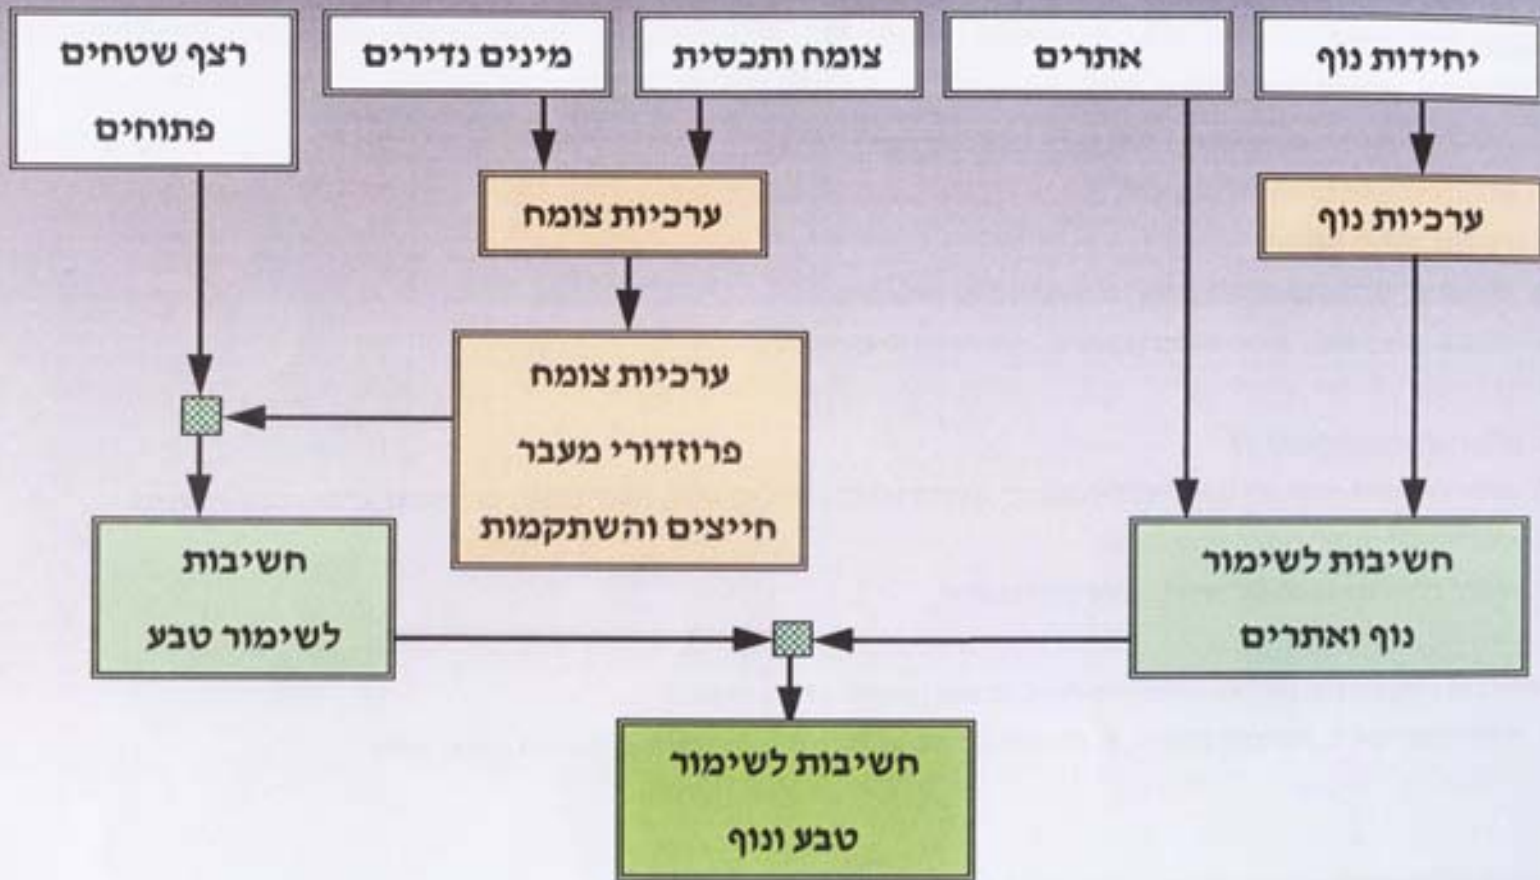 יחידות נוף
אתרים
צומח ותכסית
מינים נדירים
רצף שטחים
פתוחים
ערכיות נוף
ערכיות צומח
ערכיות צומח
פרוזדורי מעבר
חייצים והשתקמות
חשיבות לשימור
נוף ואתרים
חשיבות
לשימור טבע
חשיבות לשימור
טבע ונוף